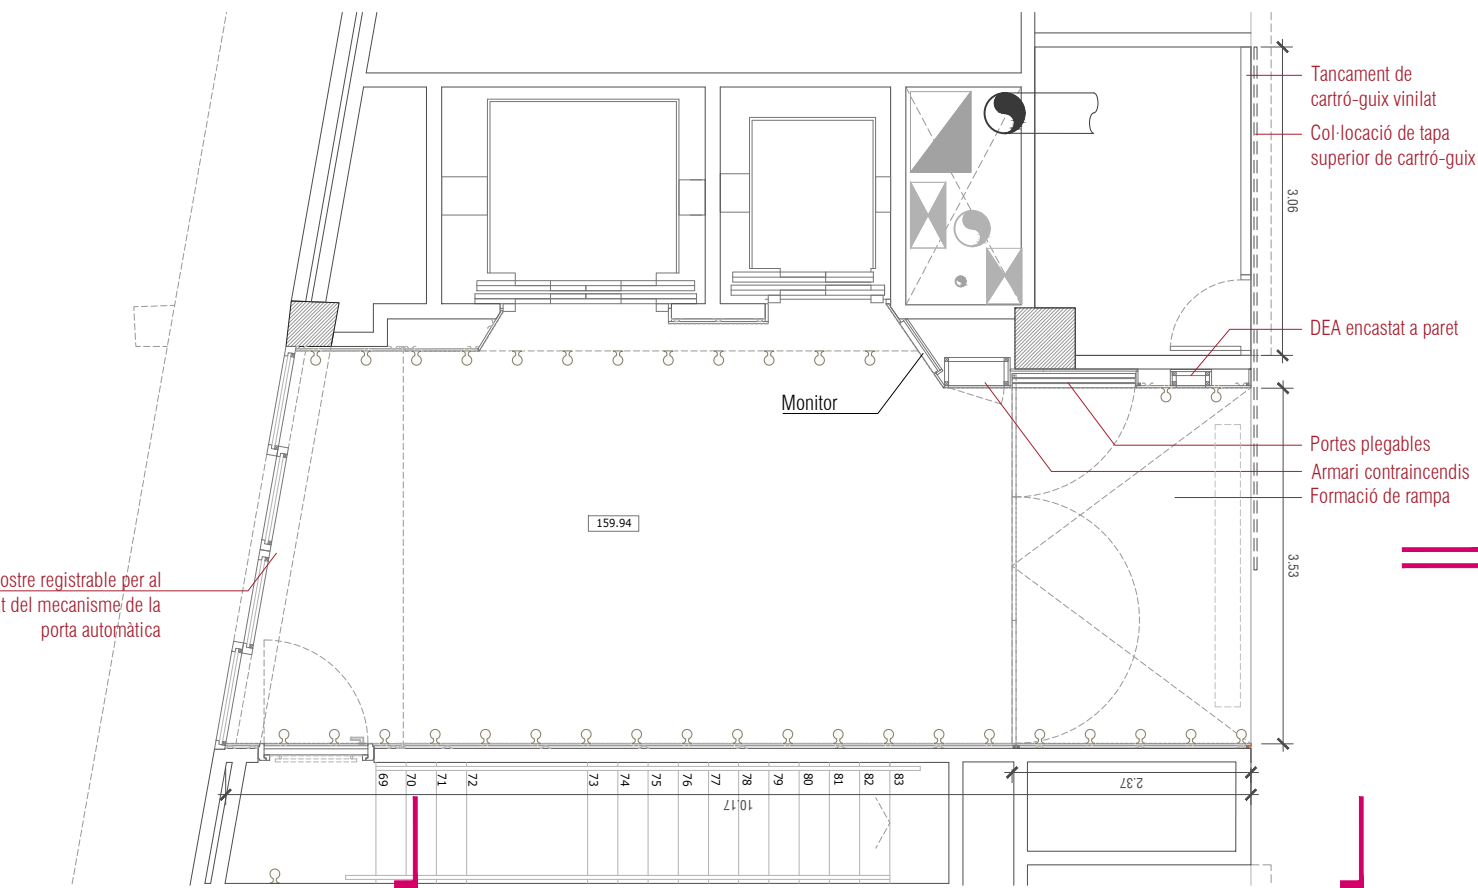 Tancament de
cartró-guix vinilat
Col·locació de tapa
superior de cartró-guix
3.06
DEA encastat a paret
Monitor
Portes plegables
Armari contraincendis
Formació de rampa
159.94
3.53
ostre registrable per al
t del mecanisme de la
porta automàtica
69 70 71 72 73 74 75 76 77 78 79 80 81 82 83
2.37
10.17